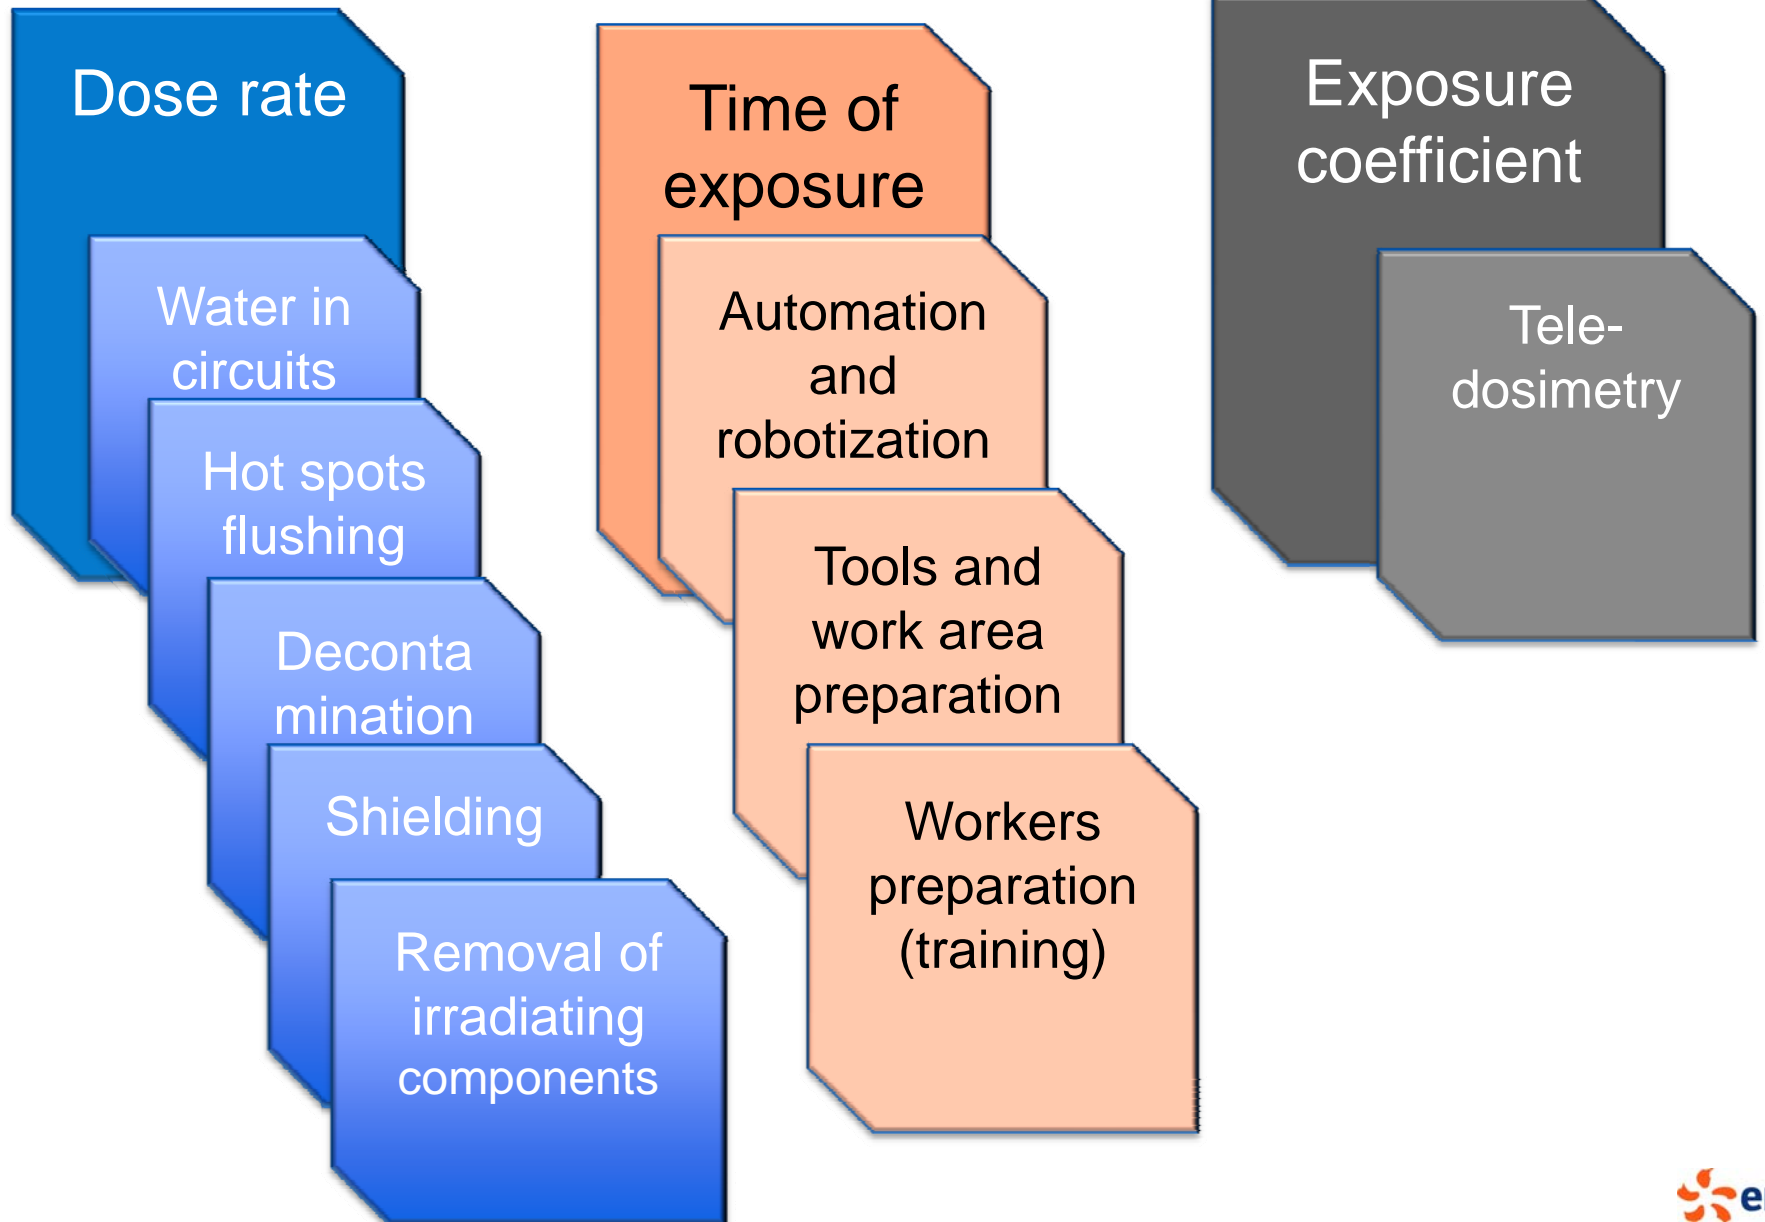 Dose rate
Water in
circuits
Hot spots
flushing
Deconta
mination
Shielding
Removal of
irradiating
components
Time of
exposure
Automation
and
robotization
Tools and
work area
preparation
Workers
preparation
(training)
Exposure
coefficient
Tele-
dosimetry